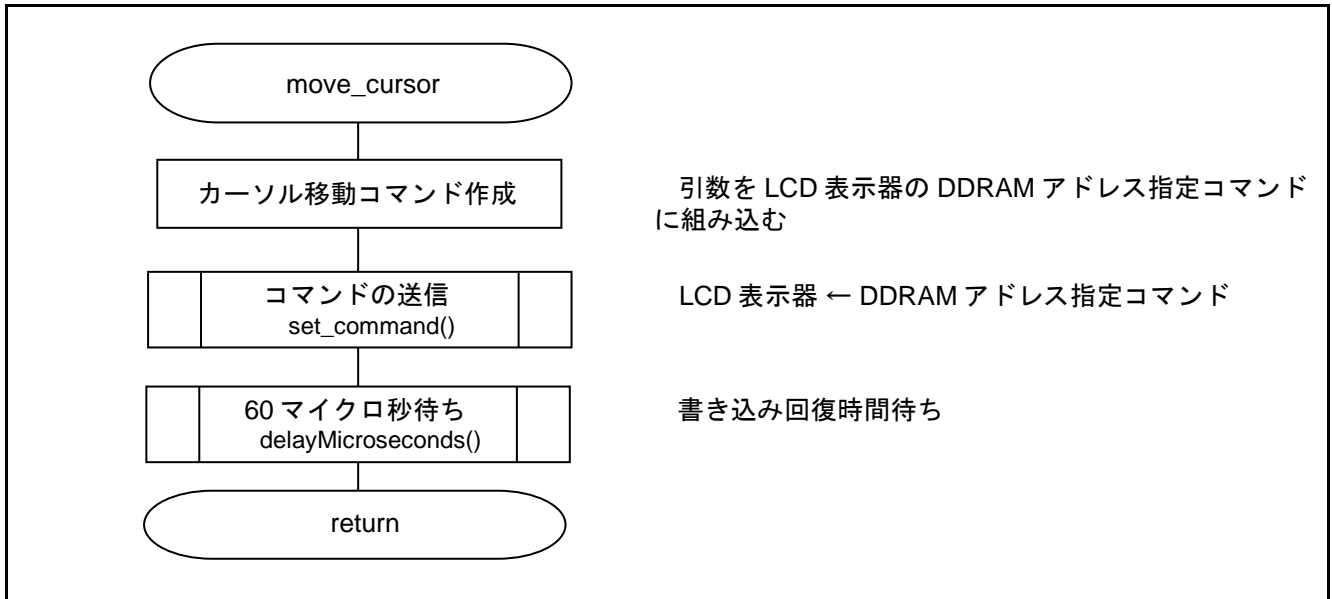 move_cursor
カーソル移動コマンド作成
引数を LCD 表示器の DDRAM アドレス指定コマンド
に組み込む
コマンドの送信
set_command()
LCD 表示器 ← DDRAM アドレス指定コマンド
60 マイクロ秒待ち
delayMicroseconds()
書き込み回復時間待ち
return